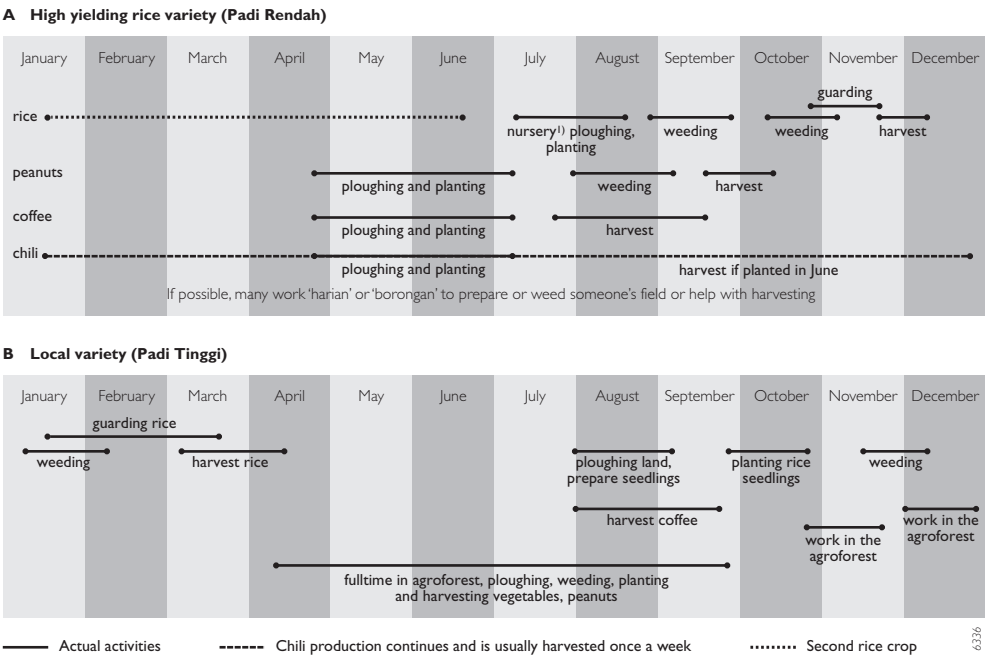 A High yielding rice variety (Padi Rendah)
January February March April May June July August September October November December
guarding
rice
nursery¹⁾ ploughing,
planting
weeding
weeding
harvest
peanuts
ploughing and planting
weeding
harvest
coffee
ploughing and planting
harvest
chili
ploughing and planting
harvest if planted in June
If possible, many work ‘harian’ or ‘borongan’ to prepare or weed someone’s field or help with harvesting
B Local variety (Padi Tinggi)
January February March April May June July August September October November December
guarding rice
weeding
harvest rice
ploughing land,
prepare seedlings
planting rice
seedlings
weeding
harvest coffee
work in the
agroforest
work in the
agroforest
fulltime in agroforest, ploughing, weeding, planting
and harvesting vegetables, peanuts
Actual activities
Chili production continues and is usually harvested once a week
Second rice crop
6336